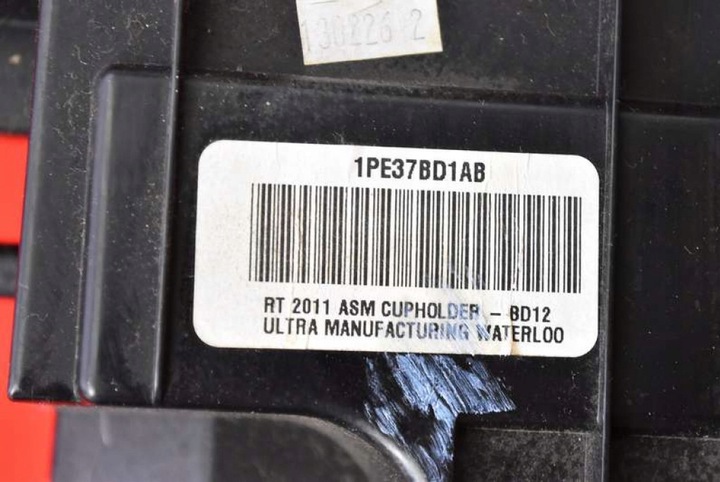 130226 2
1PE37BD1AB
RT 2011 ASM CUPHOLDER - BD12
ULTRA MANUFACTURING WATERLOO